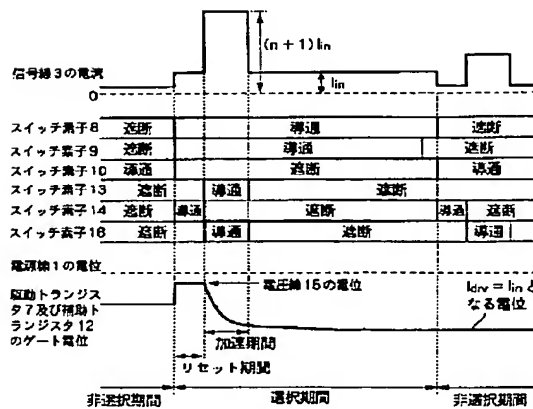 (n+1)Iin
信号線3の電流
Iin
0
スイッチ素子8 遮断 導通 遮断
スイッチ素子9 遮断 導通 遮断
スイッチ素子10 導通 遮断 導通
スイッチ素子13 遮断 導通 遮断
スイッチ素子14 遮断 導通 遮断 導通 遮断
スイッチ素子16 遮断 導通 遮断 導通
電源線1の電位
電圧線15の電位
Idrv=Iinと
なる電位
駆動トランジス
タ7及び補助ト
ランジスタ12
のゲート電位
加速期間
リセット期間
非選択期間 選択期間 非選択期間